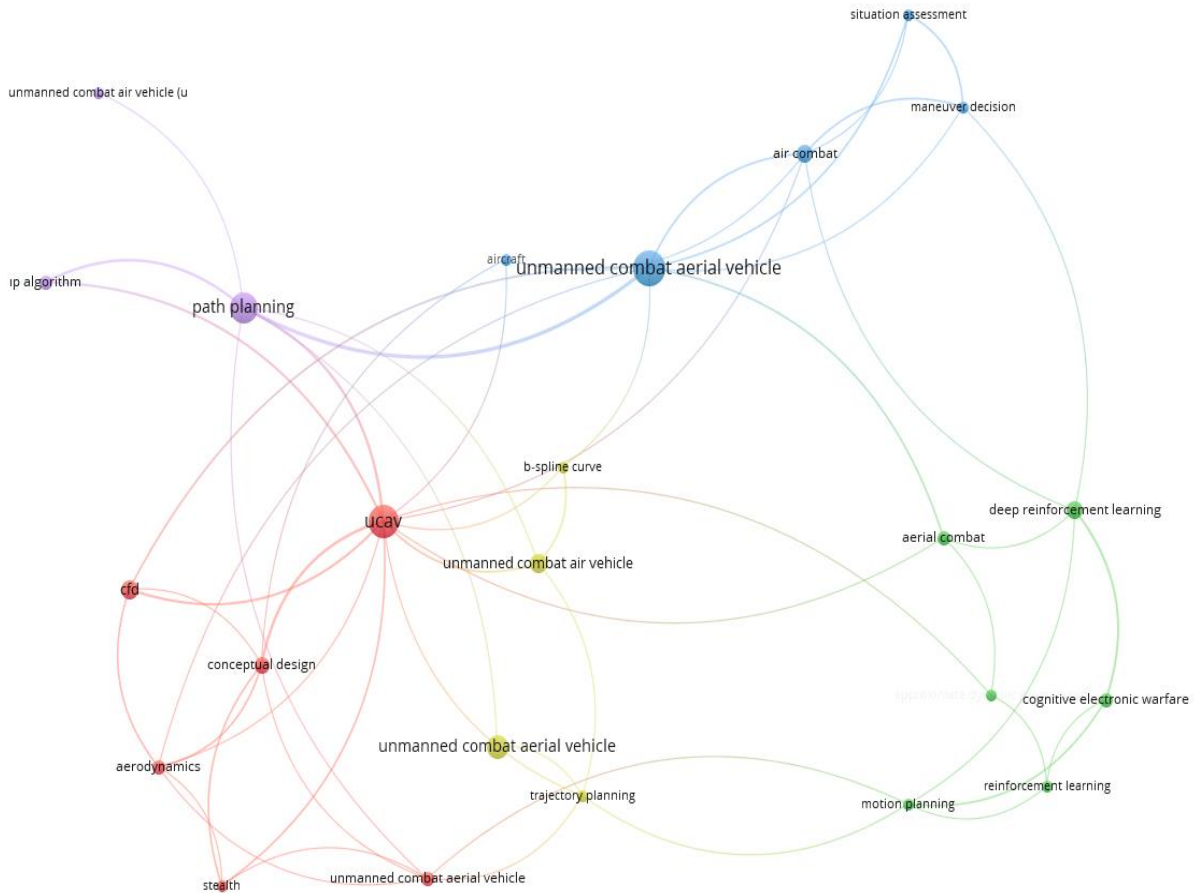 situation assessment
unmanned combat air vehicle (u
maneuver decision
air combat
aircraft
unmanned combat aerial vehicle
ıp algorithm
path planning
b-spline curve
deep reinforcement learning
ucav
aerial combat
unmanned combat air vehicle
cfd
conceptual design
cognitive electronic warfare
unmanned combat aerial vehicle
aerodynamics
reinforcement learning
trajectory planning
motion planning
unmanned combat aerial vehicle
stealth